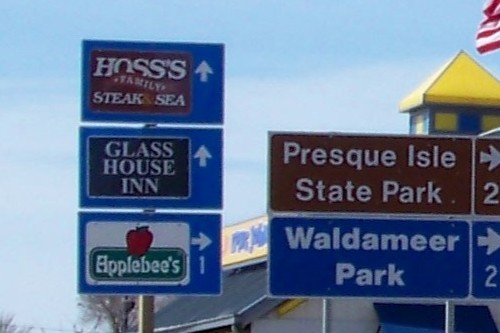 HOSS'S
FAMILY
STEAK & SEA
GLASS
HOUSE
INN
Applebee's
1
Presque Isle
State Park
2
Waldameer
Park
2